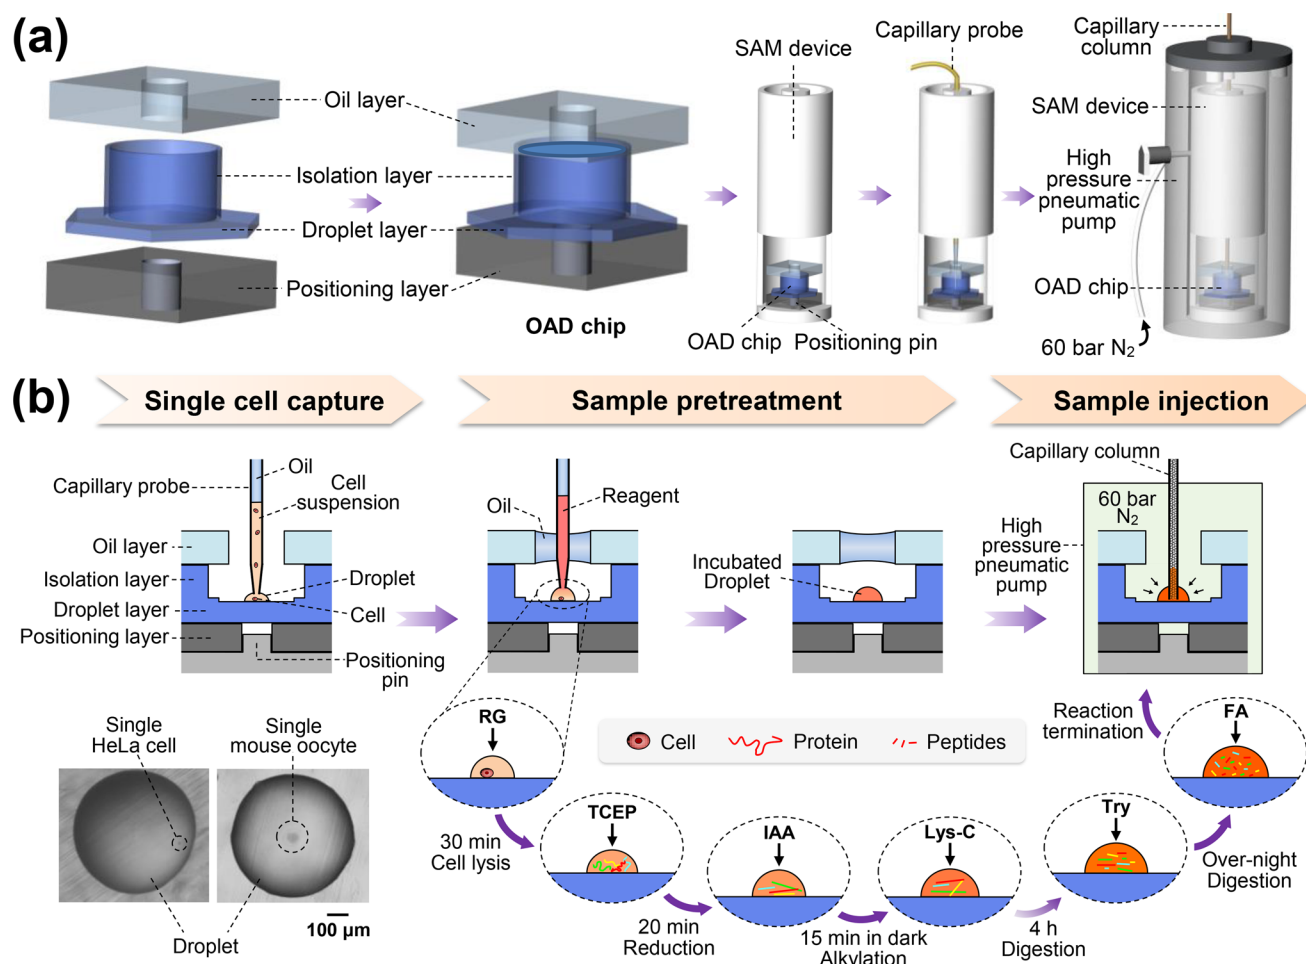 (a)
Oil layer
Isolation layer
Droplet layer
Positioning layer
OAD chip
SAM device
OAD chip
Positioning pin
Capillary probe
Capillary
column
SAM device
High
pressure
pneumatic
pump
OAD chip
60 bar N₂
(b)
Single cell capture
Sample pretreatment
Sample injection
Capillary probe
Oil
Cell
suspension
Oil layer
Isolation layer
Droplet layer
Positioning layer
Droplet
Cell
Positioning
pin
Oil
Reagent
Incubated
Droplet
Capillary column
60 bar
N₂
High
pressure
pneumatic
pump
Single
HeLa cell
Single
mouse oocyte
Droplet
100 µm
Cell
Protein
Peptides
RG
30 min
Cell lysis
TCEP
20 min
Reduction
IAA
15 min in dark
Alkylation
Lys-C
4 h
Digestion
Try
Over-night
Digestion
FA
Reaction
termination